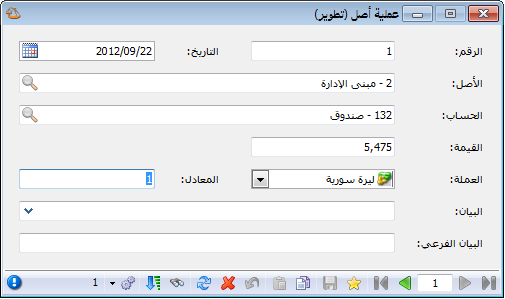 عملية أصل (تطوير)
الرقم: 1 التاريخ: 2012/09/22
الأصل: 2 - مبنى الإدارة
الحساب: 132 - صندوق
القيمة: 5,475
العملة: ليرة سورية المعادل: 1
البيان:
البيان الفرعي:
1 1